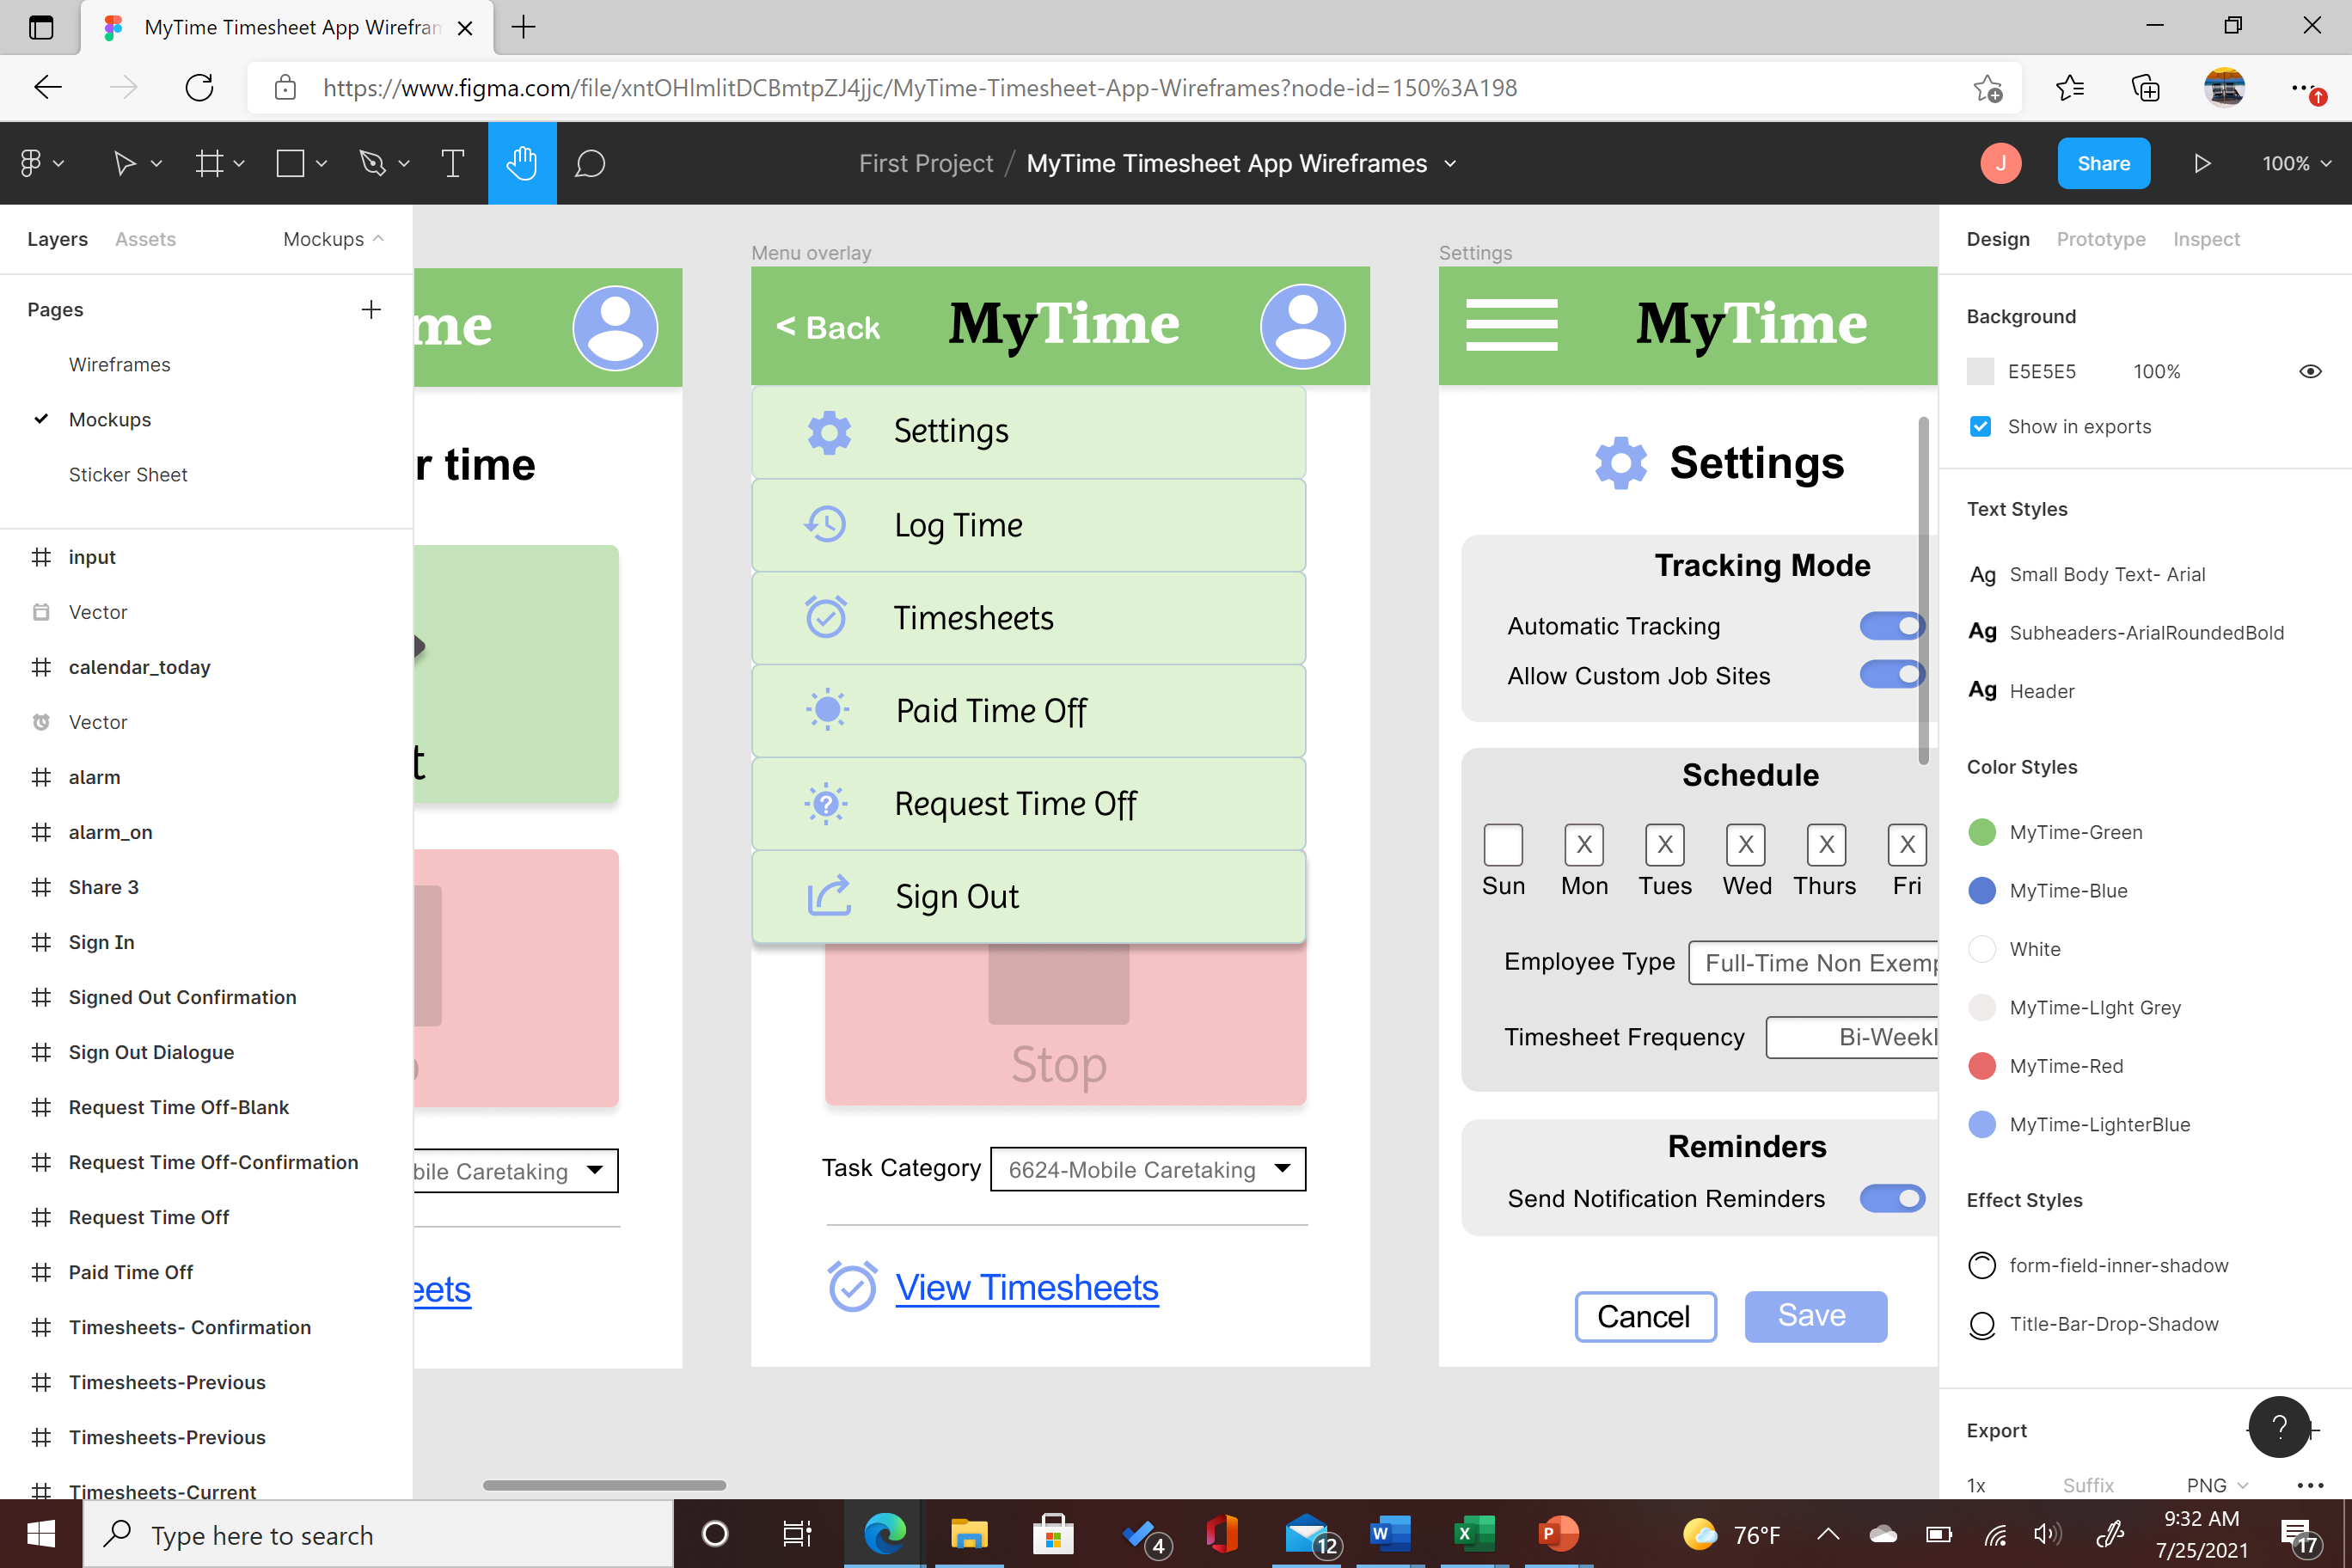 MyTime Timesheet App Wirefran
https://www.figma.com/file/xntOHlmlitDCBmtpZJ4jjc/MyTime-Timesheet-App-Wireframes?node-id=150%3A198
First Project / MyTime Timesheet App Wireframes
J
Share
100%
Layers
Assets
Mockups
Pages
Wireframes
Mockups
Sticker Sheet
input
Vector
calendar_today
Vector
alarm
alarm_on
Share 3
Sign In
Signed Out Confirmation
Sign Out Dialogue
Request Time Off-Blank
Request Time Off-Confirmation
Request Time Off
Paid Time Off
Timesheets- Confirmation
Timesheets-Previous
Timesheets-Previous
Timesheets-Current
me
r time
t
bile Caretaking
eets
Menu overlay
< Back
MyTime
Settings
Log Time
Timesheets
Paid Time Off
Request Time Off
Sign Out
Stop
Task Category
6624-Mobile Caretaking
View Timesheets
Settings
MyTime
Settings
Tracking Mode
Automatic Tracking
Allow Custom Job Sites
Schedule
X X X X X
Sun Mon Tues Wed Thurs Fri
Employee Type Full-Time Non Exemp
Timesheet Frequency Bi-Weekl
Reminders
Send Notification Reminders
Cancel
Save
Design
Prototype
Inspect
Background
E5E5E5 100%
Show in exports
Text Styles
Ag Small Body Text- Arial
Ag Subheaders-ArialRoundedBold
Ag Header
Color Styles
MyTime-Green
MyTime-Blue
White
MyTime-LIght Grey
MyTime-Red
MyTime-LighterBlue
Effect Styles
form-field-inner-shadow
Title-Bar-Drop-Shadow
Export
?
1x Suffix PNG
Type here to search
4
12
W
X
P
76°F
9:32 AM
7/25/2021
17